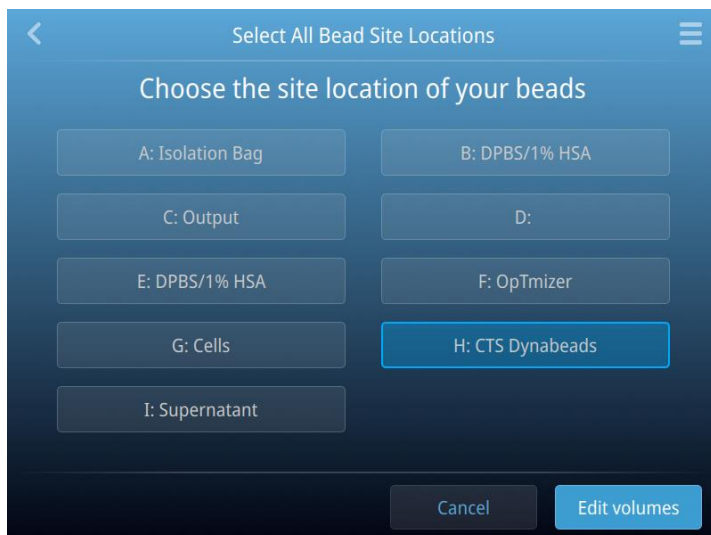 Select All Bead Site Locations
Choose the site location of your beads
A: Isolation Bag
B: DPBS/1% HSA
C: Output
D:
E: DPBS/1% HSA
F: OpTmizer
G: Cells
H: CTS Dynabeads
I: Supernatant
Cancel
Edit volumes